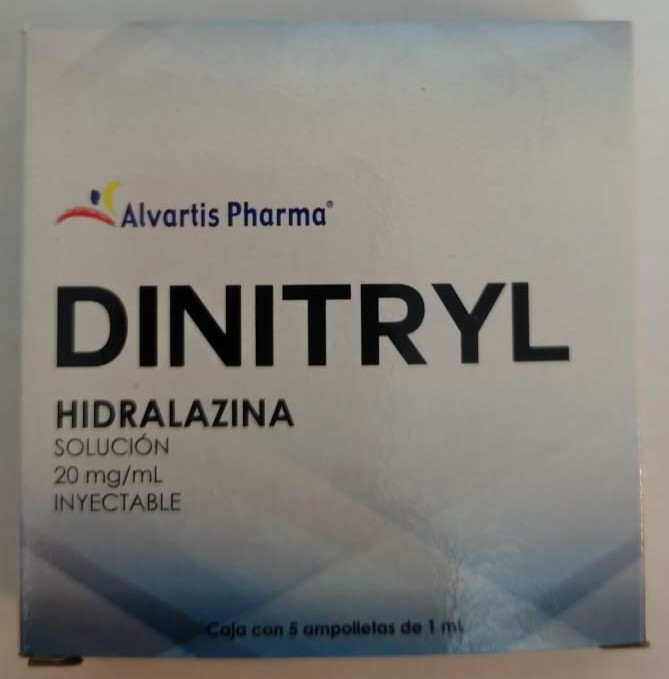 Alvartis Pharma®
DINITRYL
HIDRALAZINA
SOLUCIÓN
20 mg/mL
INYECTABLE
Caja con 5 ampolletas de 1 mL